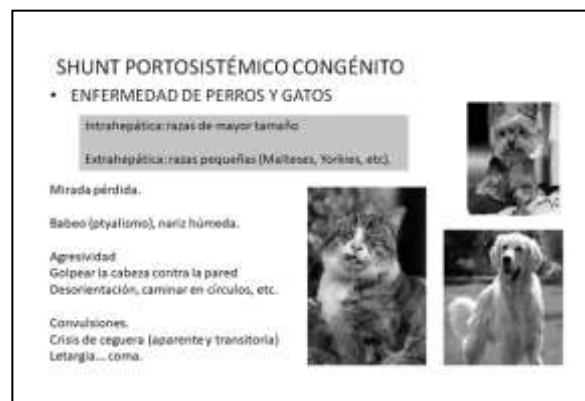 SHUNT PORTOSISTÉMICO CONGÉNITO
• ENFERMEDAD DE PERROS Y GATOS
Intrahepática: razas de mayor tamaño
Extrahepática: razas pequeñas (Malteses, Yorkies, etc).
Mirada pérdida.
Babeo (ptyalismo), nariz húmeda.
Agresividad
Golpear la cabeza contra la pared
Desorientación, caminar en círculos, etc.
Convulsiones.
Crisis de ceguera (aparente y transitoria)
Letargia... coma.